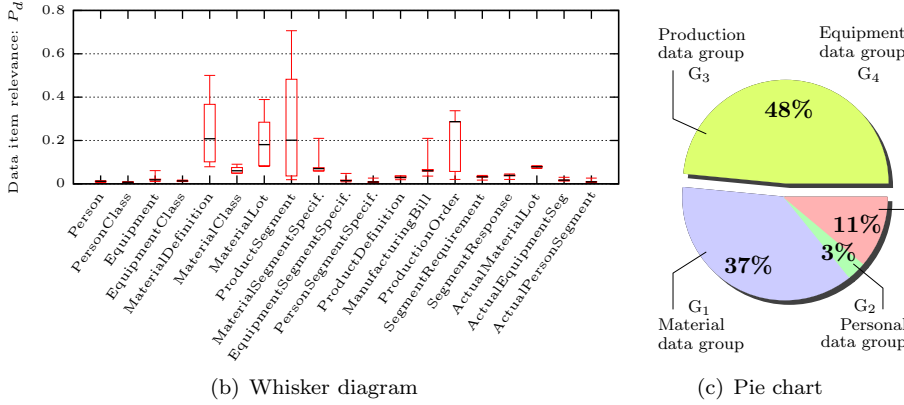 Data item relevance: P_d
0.8
0.6
0.4
0.2
0
Person
PersonClass
Equipment
EquipmentClass
MaterialDefinition
MaterialClass
MaterialLot
ProductSegment
MaterialSegmentSpecif.
EquipmentSegmentSpecif.
PersonSegmentSpecif.
ProductDefinition
ManufacturingBill
ProductionOrder
SegmentRequirement
SegmentResponse
ActualMaterialLot
ActualEquipmentSeg
ActualPersonSegment
(b) Whisker diagram
Production
data group
G3
Equipment
data group
G4
48%
11%
3%
37%
G1
Material
data group
G2
Personal
data group
(c) Pie chart